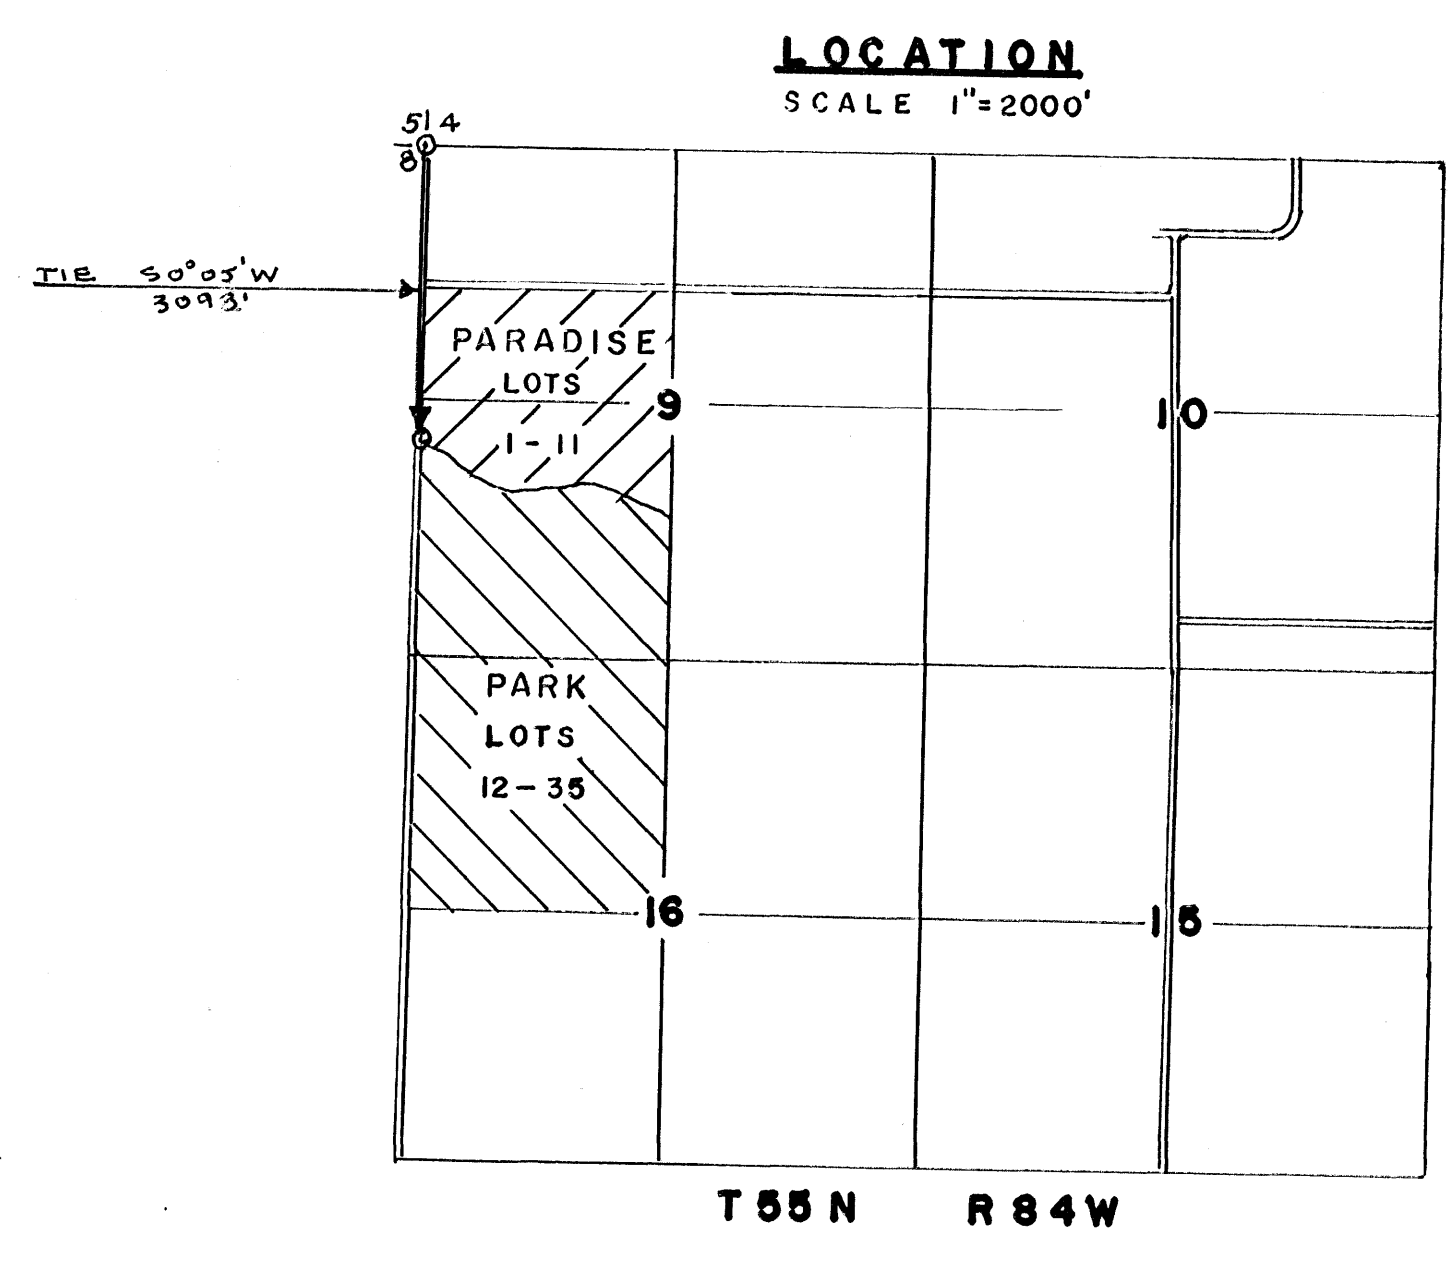 LOCATION
SCALE 1"=2000'
5 4
8
TIE S0°05'W
3093'
PARADISE
LOTS
1-11
9
10
PARK
LOTS
12-35
16
15
T55N R84W